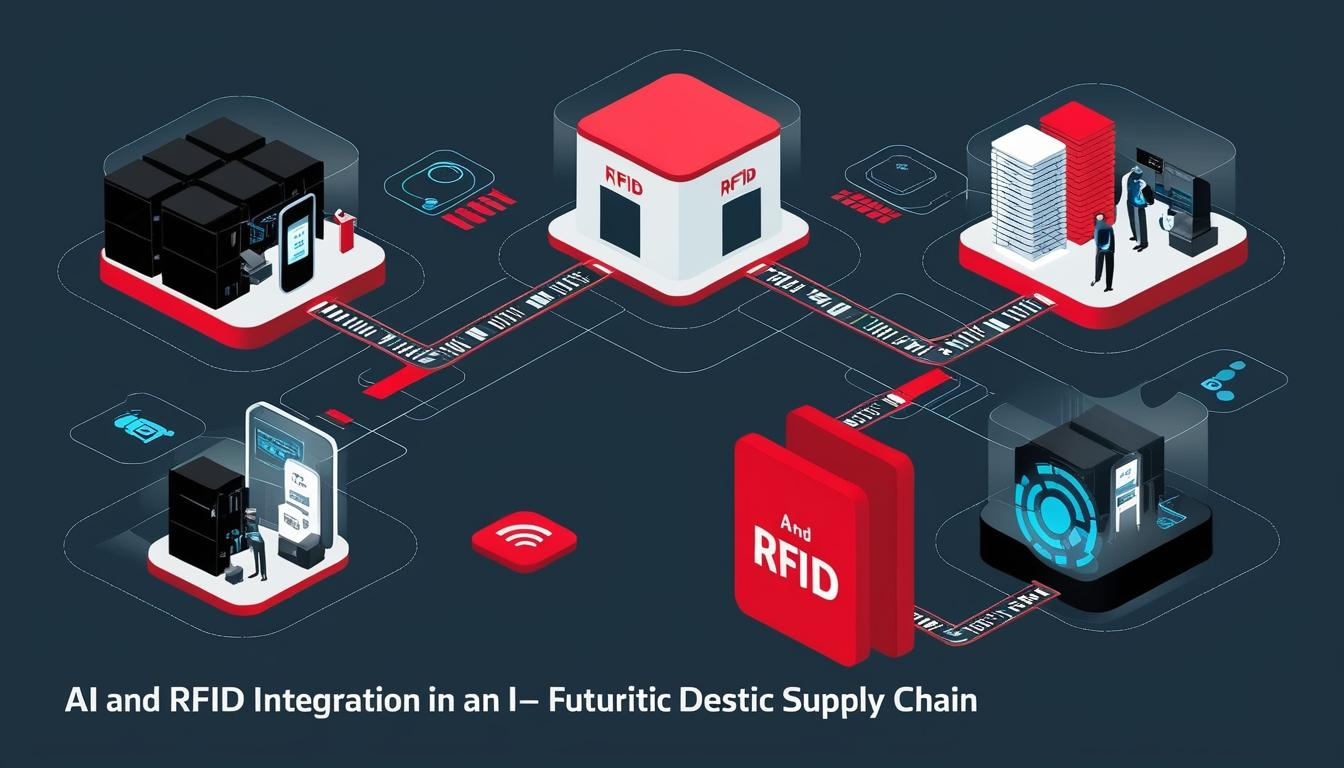 RFID
RFID
And
RFID
AI and RFID Integration in an I– Futuritic Destic Supply Chain